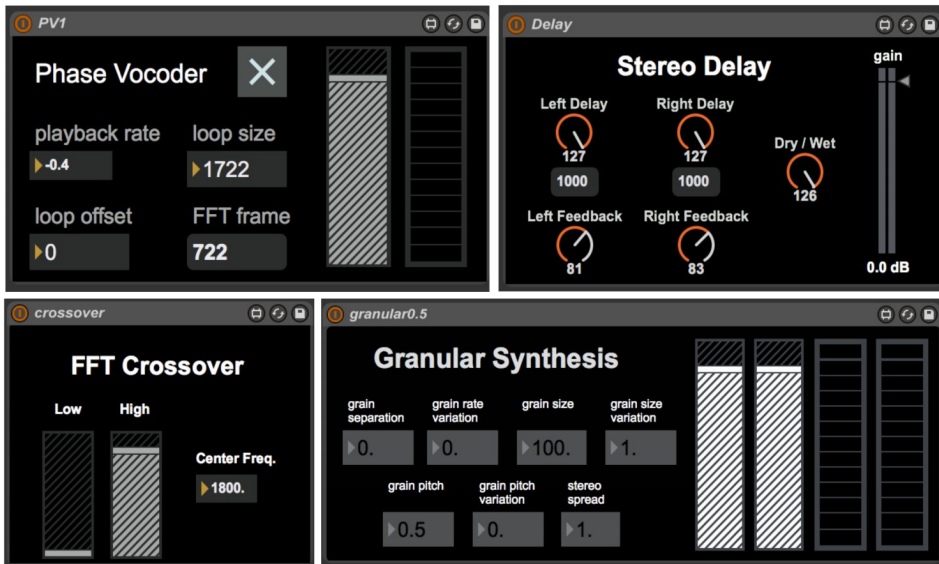 PV1
Phase Vocoder
playback rate
loop size
-0.4
1722
loop offset
FFT frame
0
722
Delay
Stereo Delay
gain
Left Delay
Right Delay
127
127
Dry / Wet
1000
1000
126
Left Feedback
Right Feedback
81
83
0.0 dB
crossover
FFT Crossover
Low
High
Center Freq.
1800.
granular0.5
Granular Synthesis
grain
separation
grain rate
variation
grain size
grain size
variation
0.
0.
100.
1.
grain pitch
grain pitch
variation
stereo
spread
0.5
0.
1.